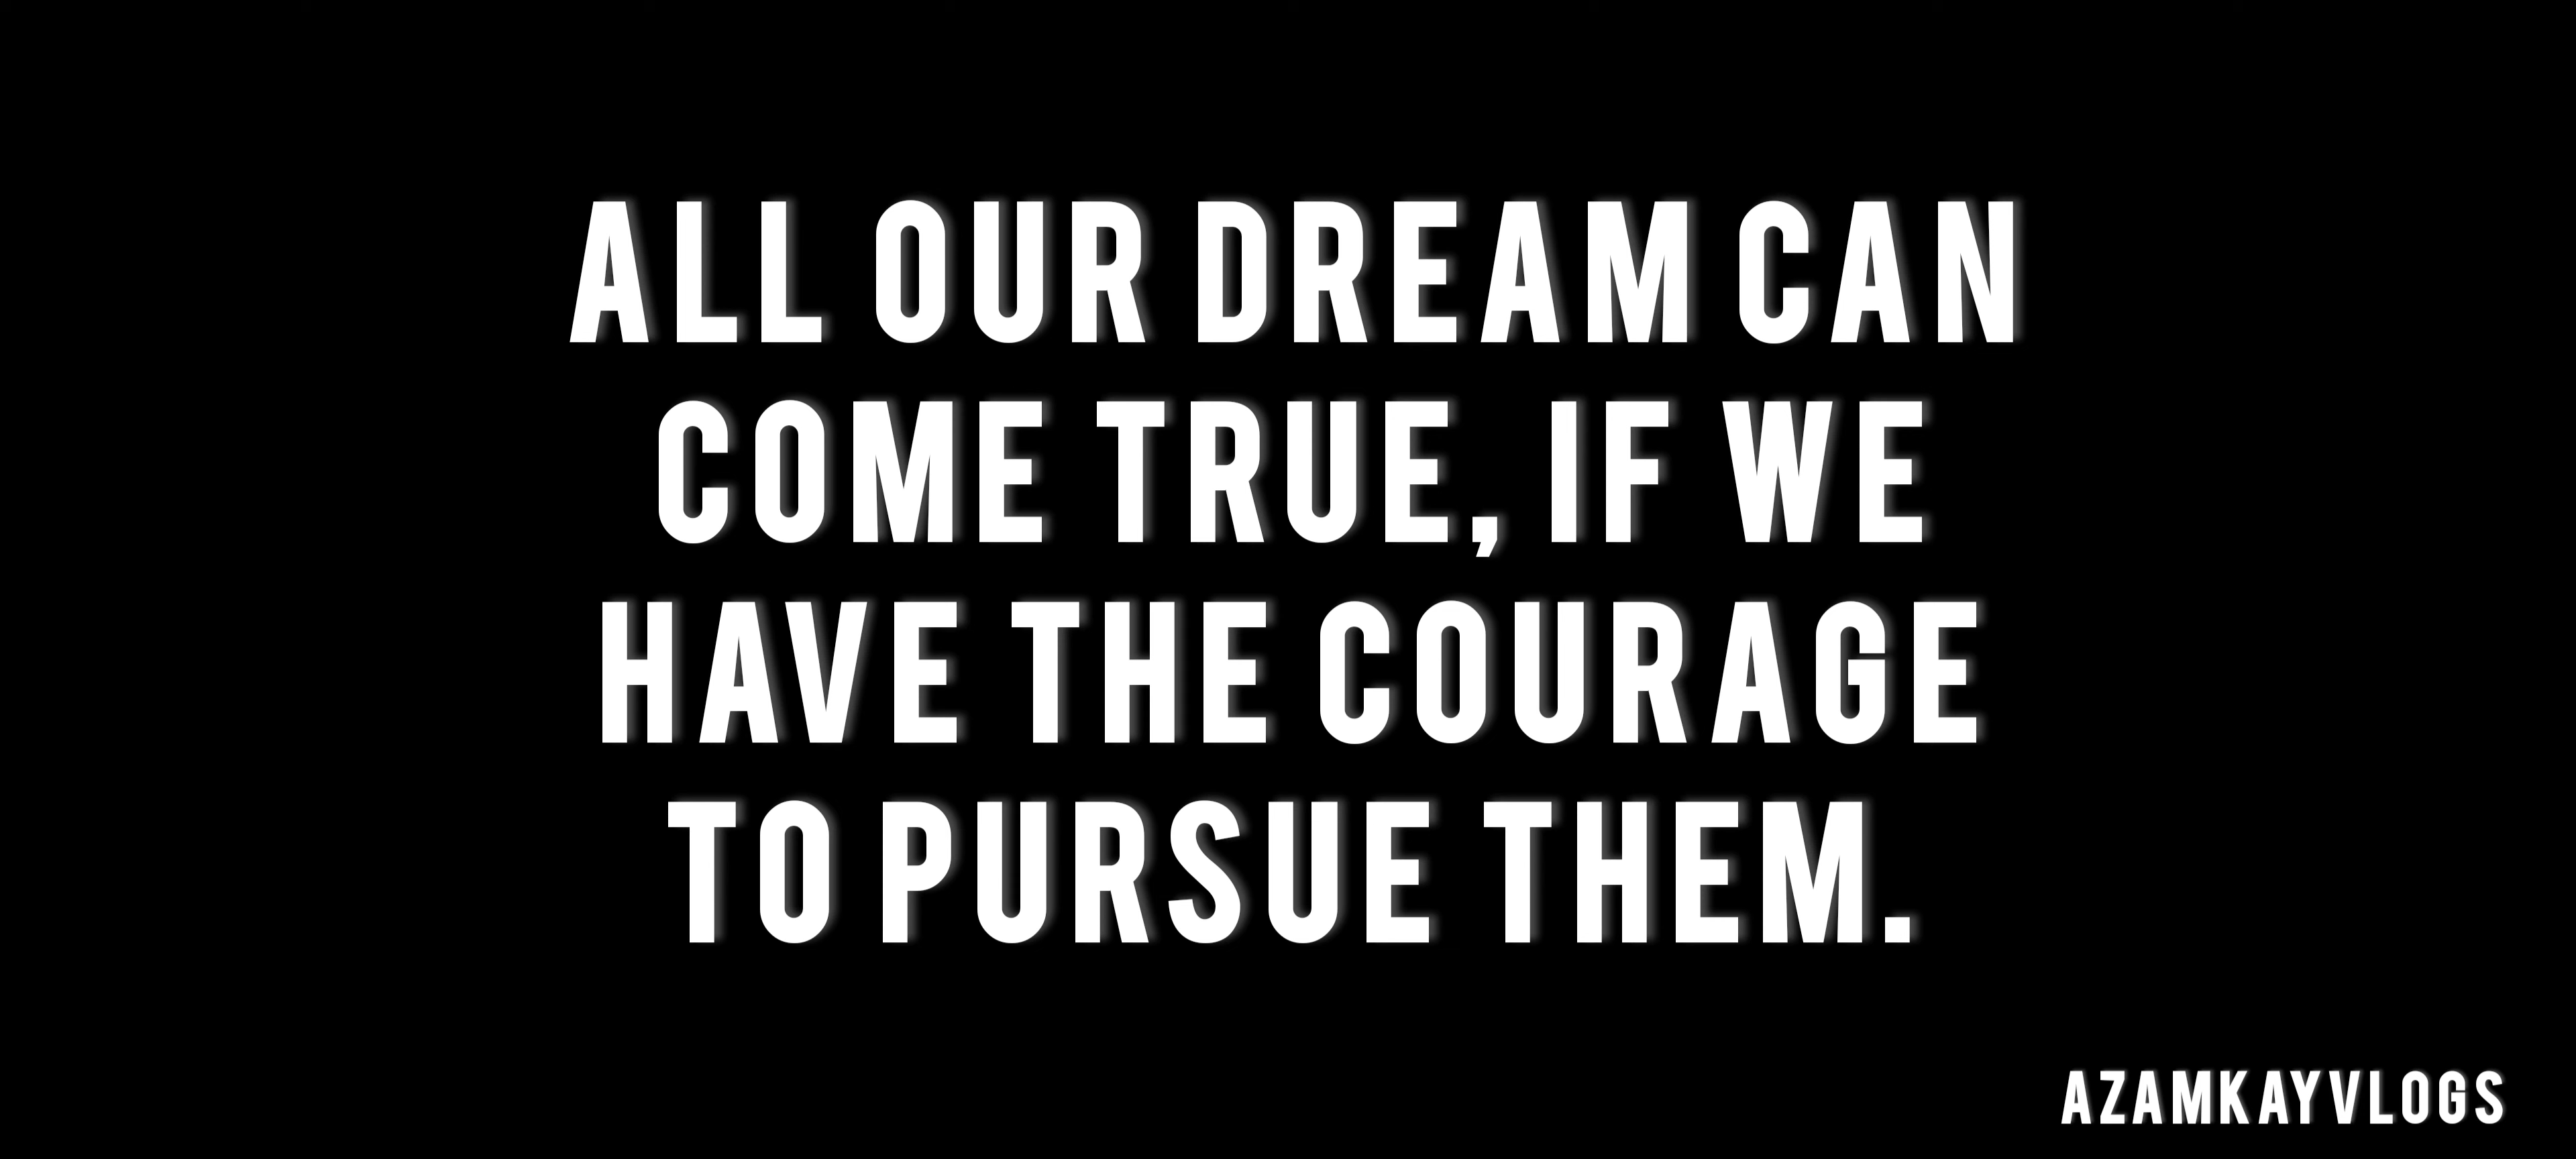 ALL OUR DREAM CAN
COME TRUE, IF WE
HAVE THE COURAGE
TO PURSUE THEM.
AZAMKAYVLOGS